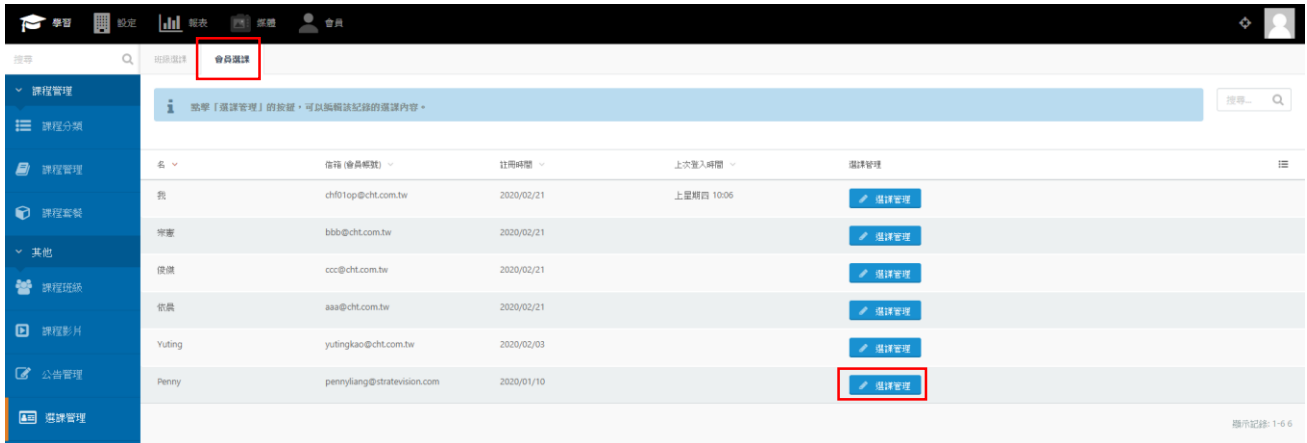 學習 設定 報表 媒體 會員
搜尋
班級選課 會員選課
課程管理
點擊「選課管理」的按鈕，可以編輯該記錄的選課內容。
搜尋...
課程分類
名 信箱 (會員帳號) 註冊時間 上次登入時間 選課管理
課程管理
我 chf01op@cht.com.tw 2020/02/21 上星期四 10:06 選課管理
課程套餐
宗憲 bbb@cht.com.tw 2020/02/21 選課管理
其他
俊傑 ccc@cht.com.tw 2020/02/21 選課管理
課程班級
依晨 aaa@cht.com.tw 2020/02/21 選課管理
課程影片
Yuting yutingkao@cht.com.tw 2020/02/03 選課管理
公告管理
Penny pennyliang@stratevision.com 2020/01/10 選課管理
選課管理
顯示記錄: 1-6 6